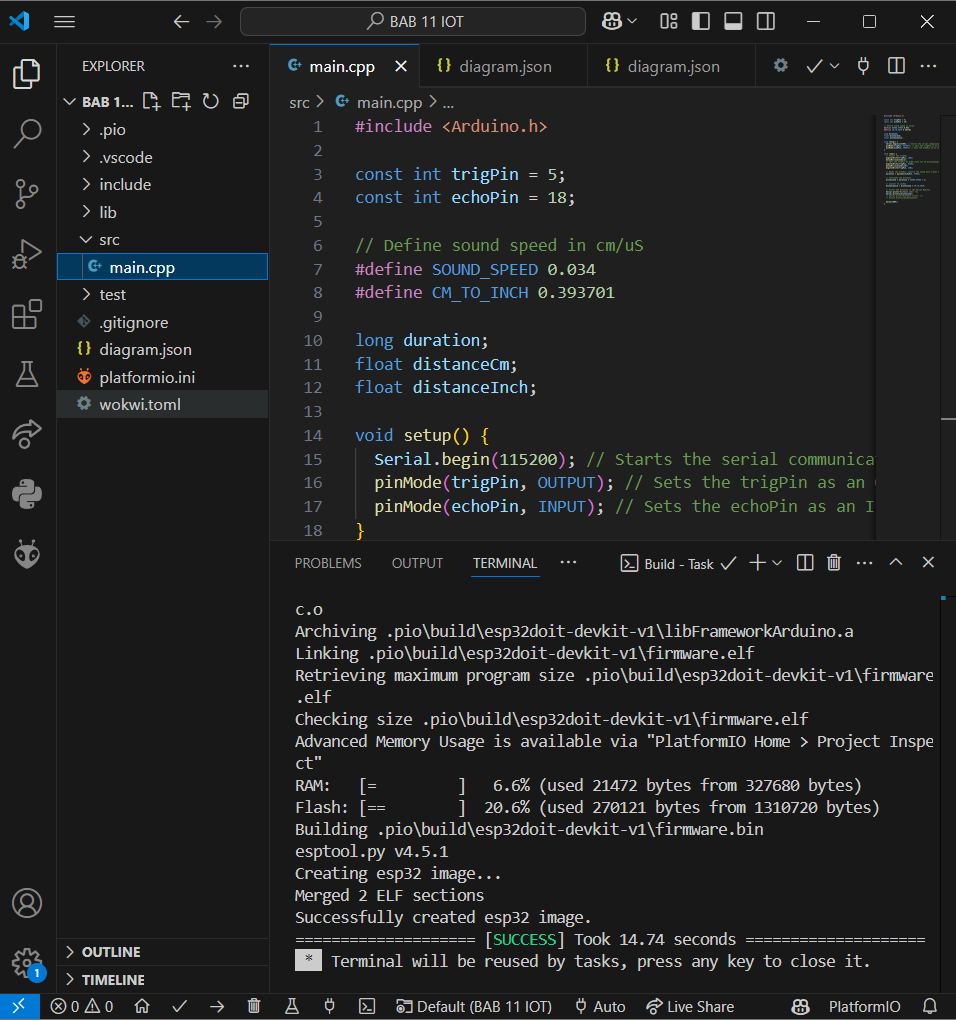 BAB 11 IOT
EXPLORER
main.cpp
diagram.json
diagram.json
BAB 1...
.pio
.vscode
include
lib
src
main.cpp
test
.gitignore
diagram.json
platformio.ini
wokwi.toml
src > main.cpp > ...
1 #include <Arduino.h>
2
3 const int trigPin = 5;
4 const int echoPin = 18;
5
6 // Define sound speed in cm/uS
7 #define SOUND_SPEED 0.034
8 #define CM_TO_INCH 0.393701
9
10 long duration;
11 float distanceCm;
12 float distanceInch;
13
14 void setup() {
15 Serial.begin(115200); // Starts the serial communica
16 pinMode(trigPin, OUTPUT); // Sets the trigPin as an
17 pinMode(echoPin, INPUT); // Sets the echoPin as an I
18 }
PROBLEMS OUTPUT TERMINAL ... Build - Task
c.o
Archiving .pio\build\esp32doit-devkit-v1\libFrameworkArduino.a
Linking .pio\build\esp32doit-devkit-v1\firmware.elf
Retrieving maximum program size .pio\build\esp32doit-devkit-v1\firmware
.elf
Checking size .pio\build\esp32doit-devkit-v1\firmware.elf
Advanced Memory Usage is available via "PlatformIO Home > Project Inspe
ct"
RAM:   [=         ]   6.6% (used 21472 bytes from 327680 bytes)
Flash: [==        ]  20.6% (used 270121 bytes from 1310720 bytes)
Building .pio\build\esp32doit-devkit-v1\firmware.bin
esptool.py v4.5.1
Creating esp32 image...
Merged 2 ELF sections
Successfully created esp32 image.
==================== [SUCCESS] Took 14.74 seconds ====================
* Terminal will be reused by tasks, press any key to close it.
OUTLINE
TIMELINE
1
0 0 Default (BAB 11 IOT) Auto Live Share PlatformIO